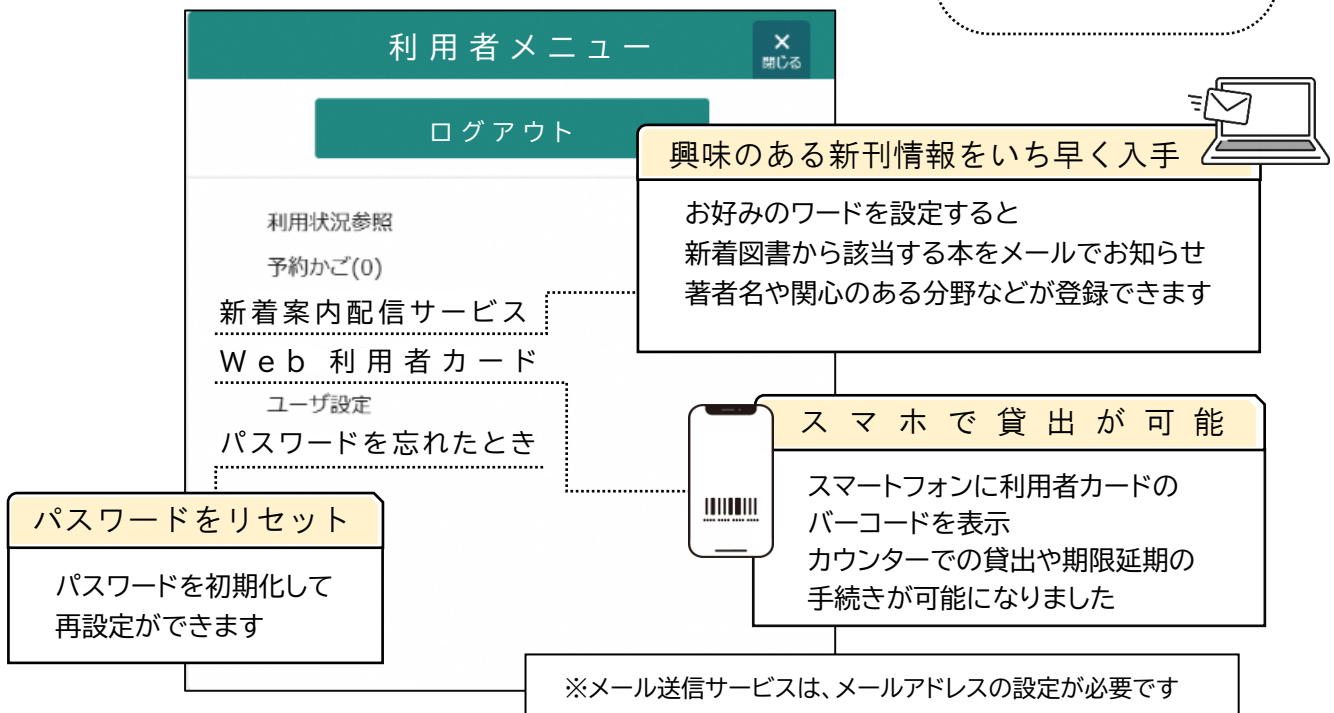 利用者メニュー
×
閉じる
ログアウト
興味のある新刊情報をいち早く入手
お好みのワードを設定すると
新着図書から該当する本をメールでお知らせ
著者名や関心のある分野などが登録できます
利用状況参照
予約かご(0)
新着案内配信サービス
Web 利用者カード
ユーザ設定
パスワードを忘れたとき
スマホで貸出が可能
スマートフォンに利用者カードの
バーコードを表示
カウンターでの貸出や期限延期の
手続きが可能になりました
パスワードをリセット
パスワードを初期化して
再設定ができます
※メール送信サービスは、メールアドレスの設定が必要です